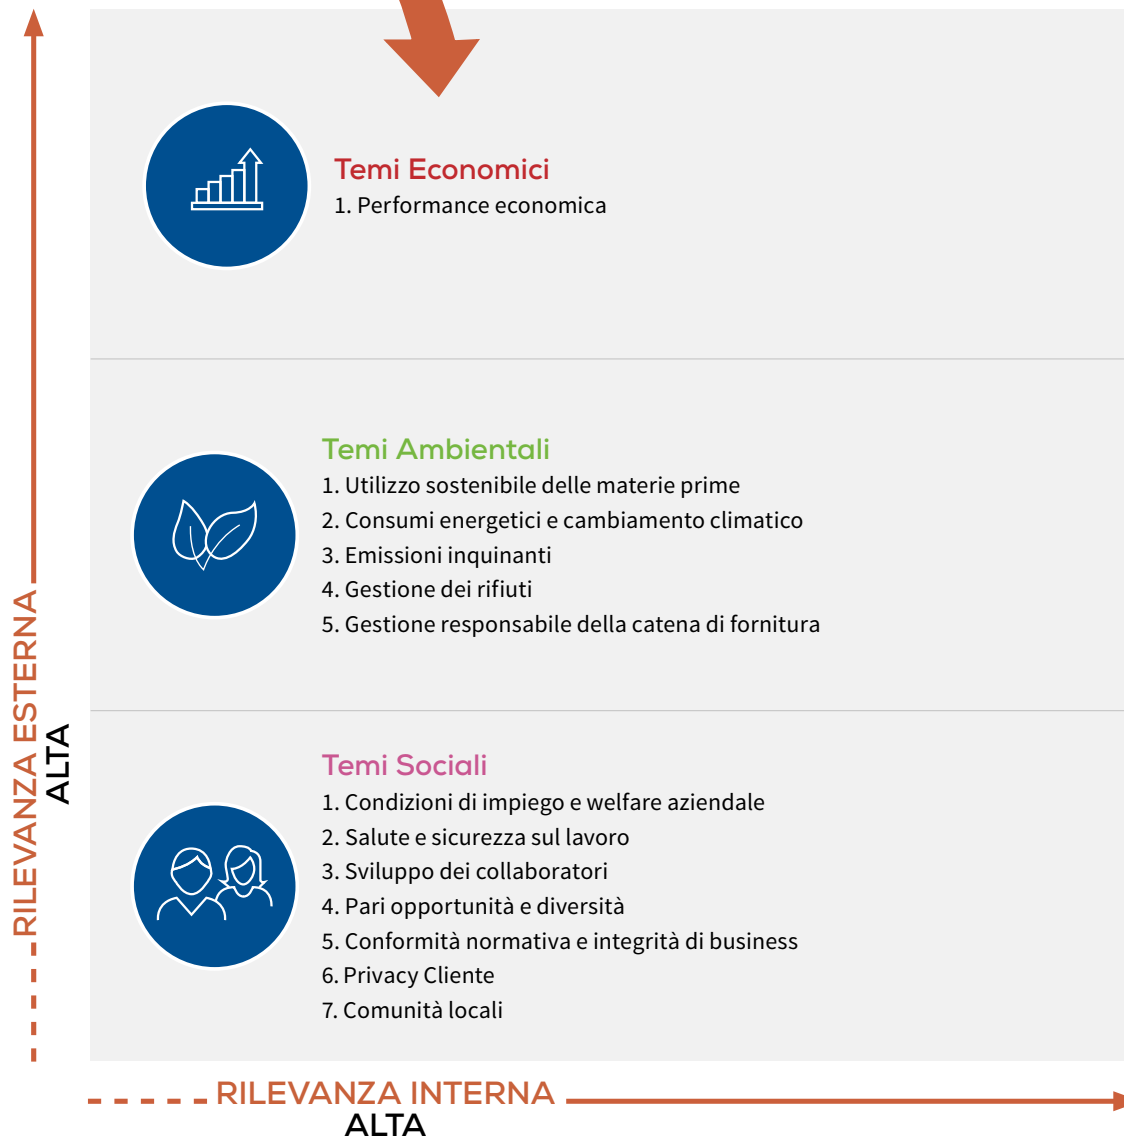 Temi Economici
1. Performance economica
Temi Ambientali
1. Utilizzo sostenibile delle materie prime
2. Consumi energetici e cambiamento climatico
3. Emissioni inquinanti
4. Gestione dei rifiuti
5. Gestione responsabile della catena di fornitura
Temi Sociali
1. Condizioni di impiego e welfare aziendale
2. Salute e sicurezza sul lavoro
3. Sviluppo dei collaboratori
4. Pari opportunità e diversità
5. Conformità normativa e integrità di business
6. Privacy Cliente
7. Comunità locali
RILEVANZA ESTERNA
ALTA
RILEVANZA INTERNA
ALTA